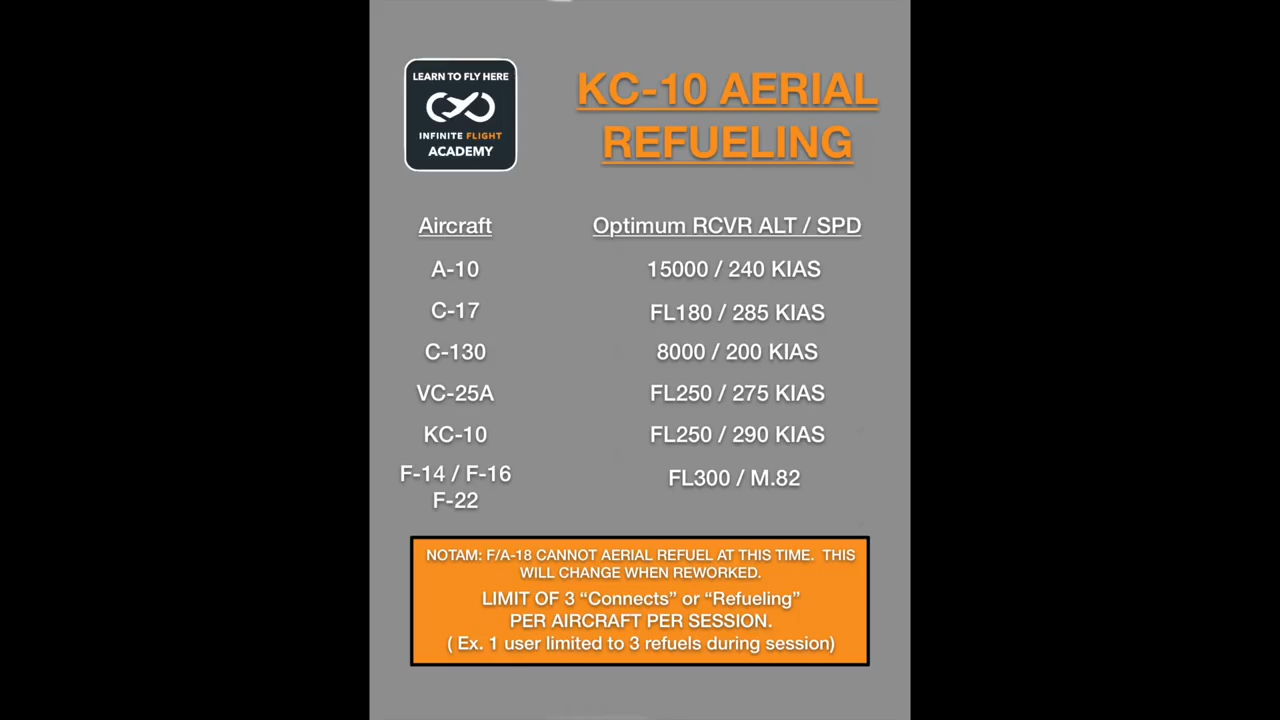 LEARN TO FLY HERE
INFINITE FLIGHT
ACADEMY
KC-10 AERIAL
REFUELING
Aircraft Optimum RCVR ALT / SPD
A-10 15000 / 240 KIAS
C-17 FL180 / 285 KIAS
C-130 8000 / 200 KIAS
VC-25A FL250 / 275 KIAS
KC-10 FL250 / 290 KIAS
F-14 / F-16 FL300 / M.82
F-22
NOTAM: F/A-18 CANNOT AERIAL REFUEL AT THIS TIME. THIS
WILL CHANGE WHEN REWORKED.
LIMIT OF 3 “Connects” or “Refueling”
PER AIRCRAFT PER SESSION.
( Ex. 1 user limited to 3 refuels during session)